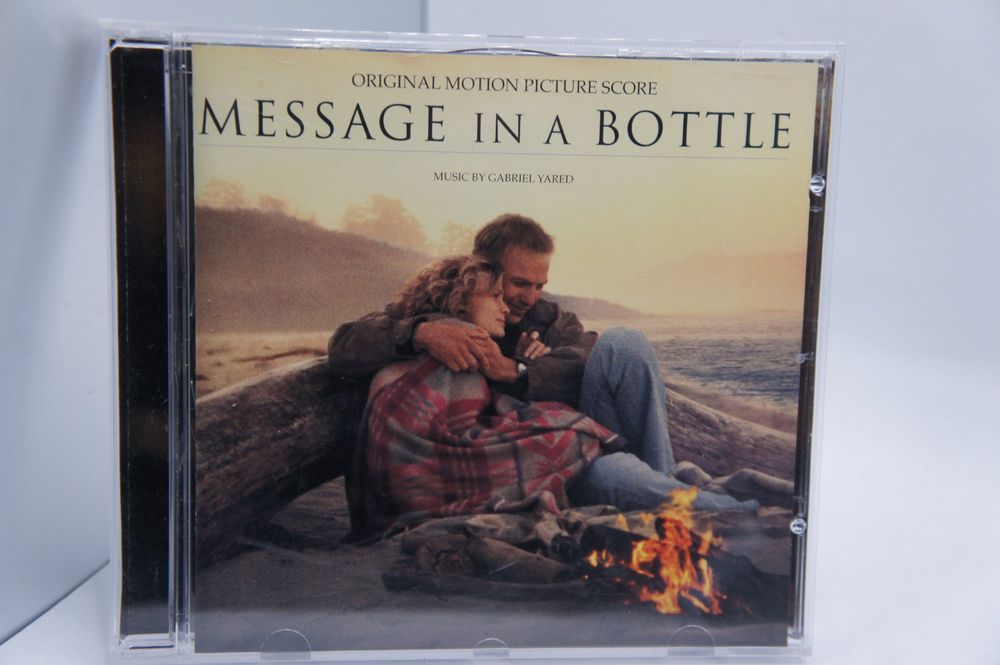 ORIGINAL MOTION PICTURE SCORE
MESSAGE IN A BOTTLE
MUSIC BY GABRIEL YARED